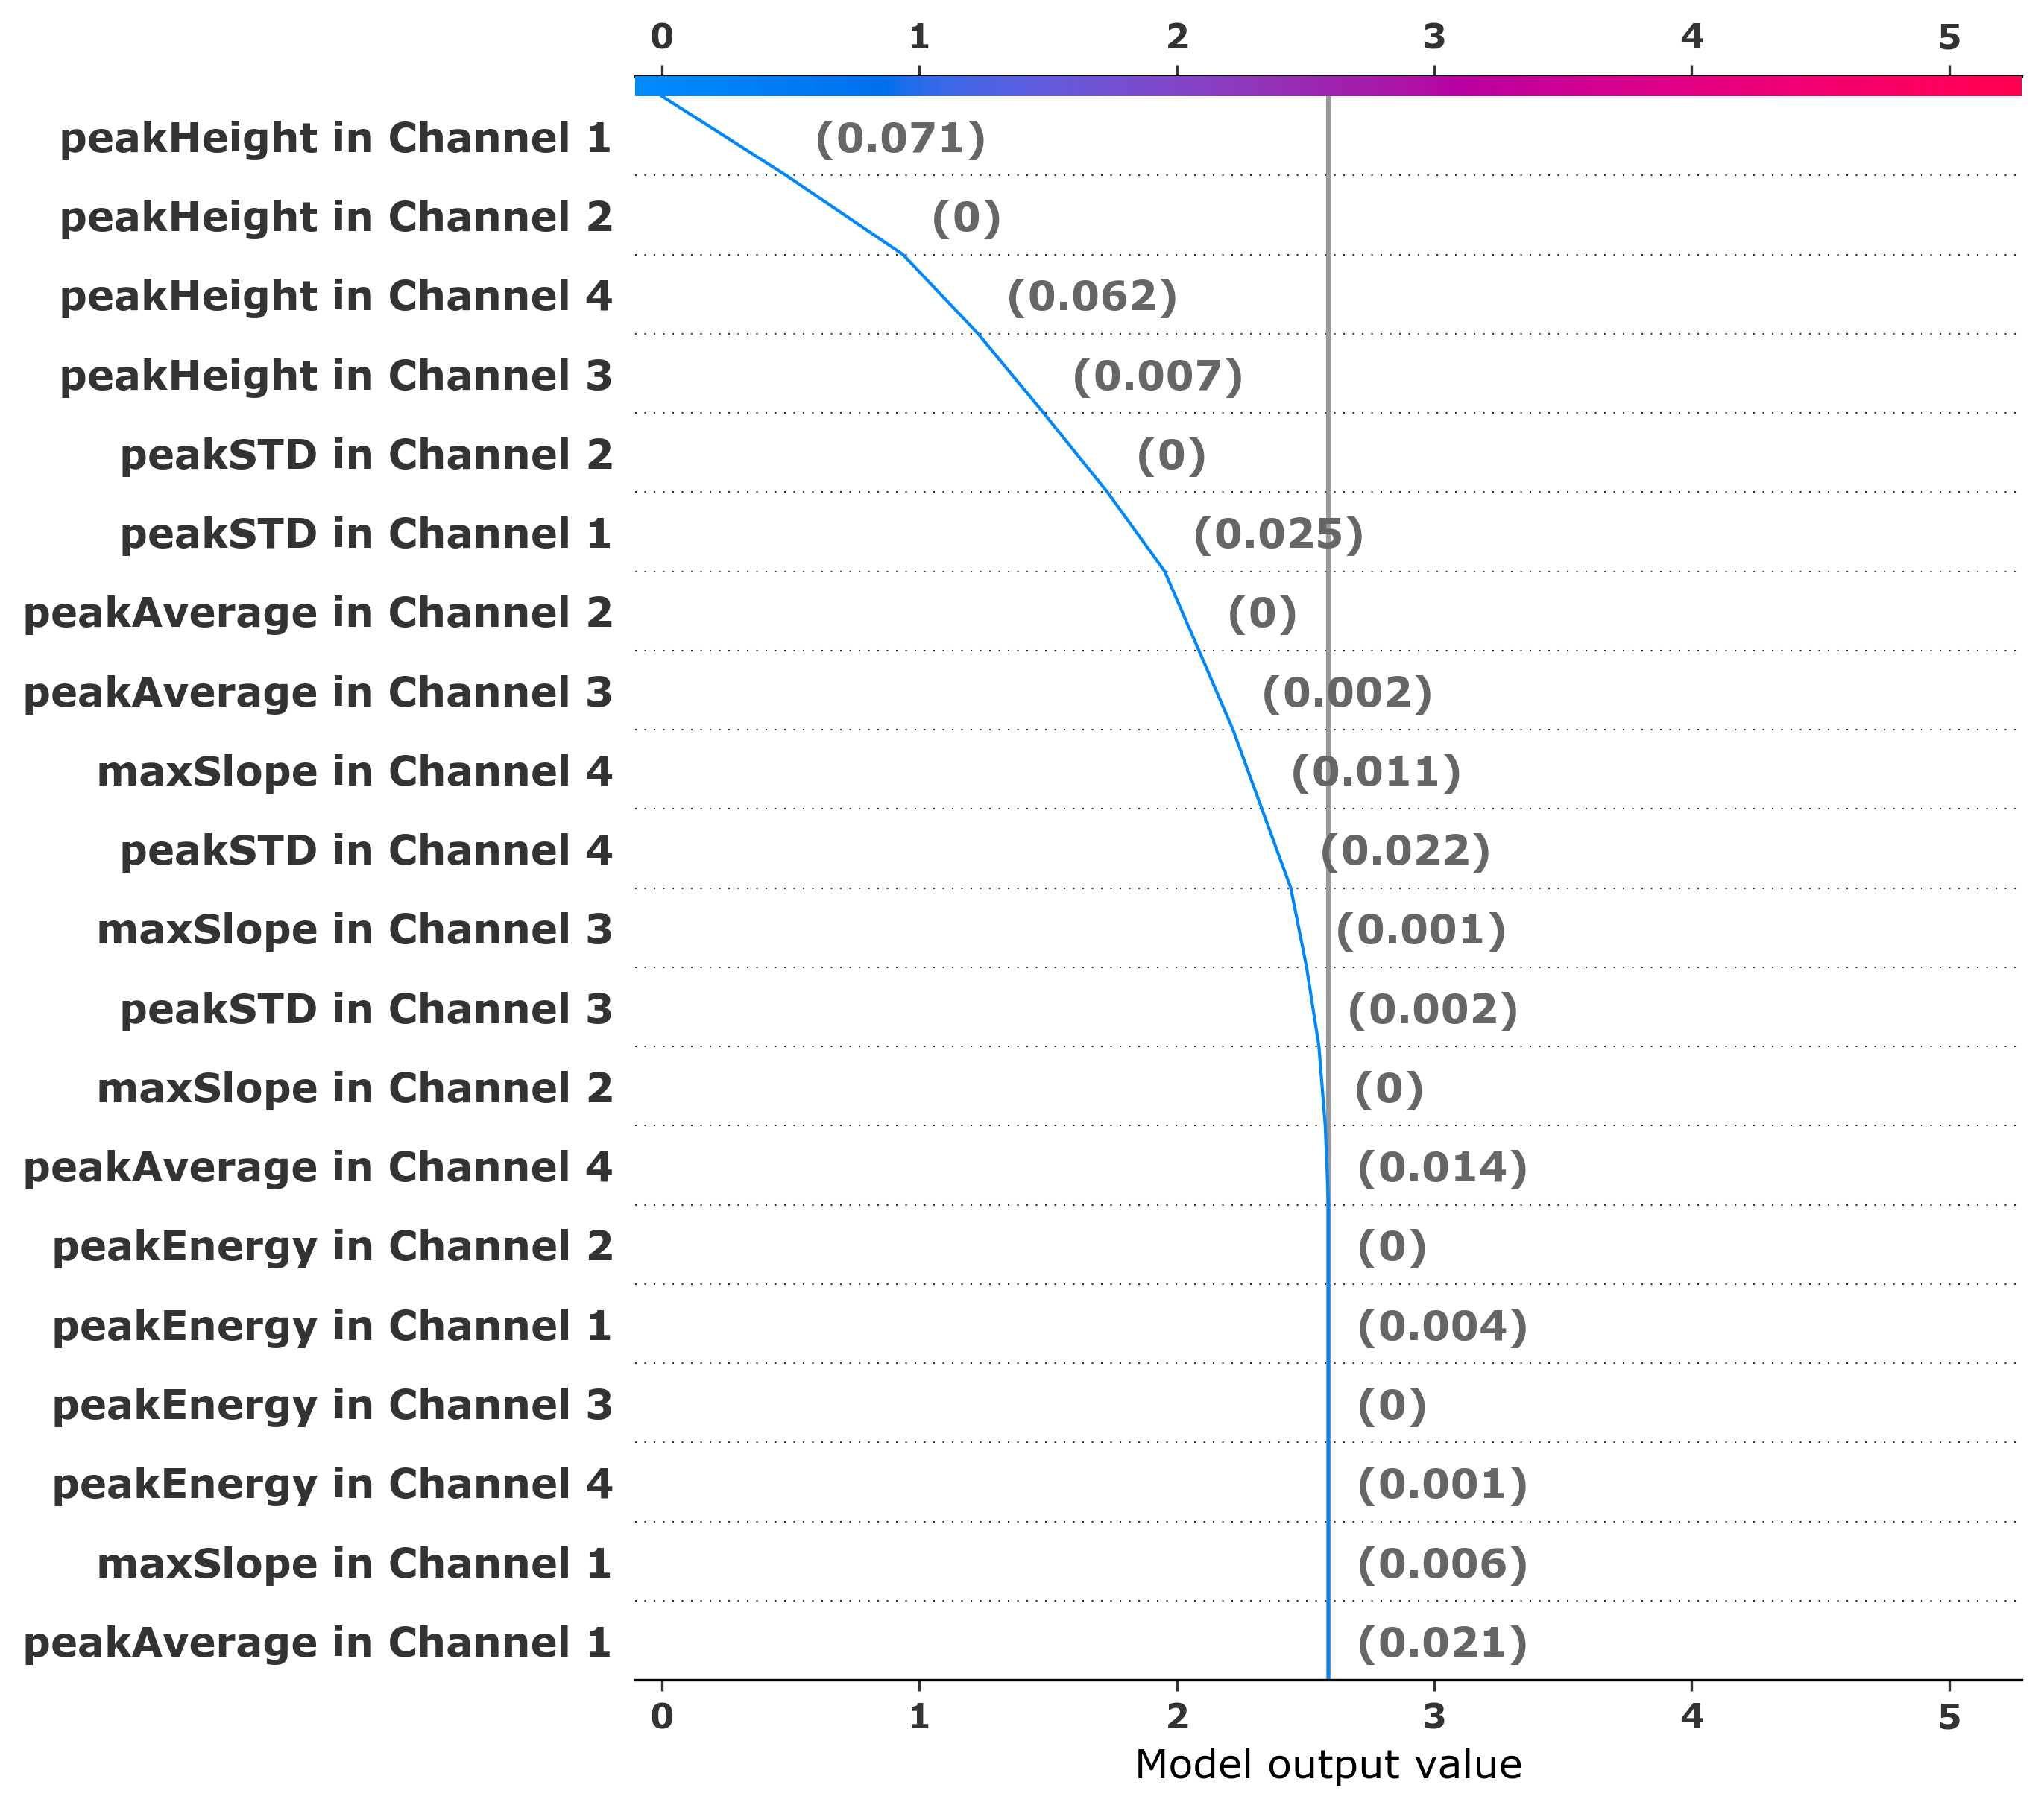 0 1 2 3 4 5
peakHeight in Channel 1 (0.071)
peakHeight in Channel 2 (0)
peakHeight in Channel 4 (0.062)
peakHeight in Channel 3 (0.007)
peakSTD in Channel 2 (0)
peakSTD in Channel 1 (0.025)
peakAverage in Channel 2 (0)
peakAverage in Channel 3 (0.002)
maxSlope in Channel 4 (0.011)
peakSTD in Channel 4 (0.022)
maxSlope in Channel 3 (0.001)
peakSTD in Channel 3 (0.002)
maxSlope in Channel 2 (0)
peakAverage in Channel 4 (0.014)
peakEnergy in Channel 2 (0)
peakEnergy in Channel 1 (0.004)
peakEnergy in Channel 3 (0)
peakEnergy in Channel 4 (0.001)
maxSlope in Channel 1 (0.006)
peakAverage in Channel 1 (0.021)
0 1 2 3 4 5
Model output value